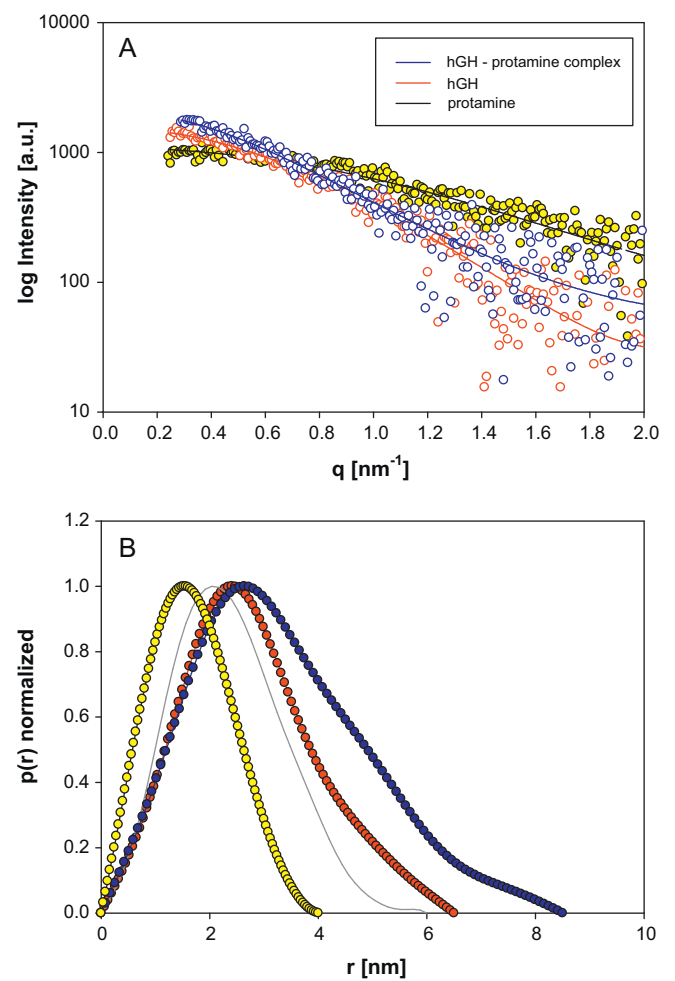 10000
A
hGH - protamine complex
hGH
protamine
1000
log Intensity [a.u.]
100
10
0.0 0.2 0.4 0.6 0.8 1.0 1.2 1.4 1.6 1.8 2.0
q [nm⁻¹]
1.2
B
1.0
0.8
p(r) normalized
0.6
0.4
0.2
0.0
0 2 4 6 8 10
r [nm]